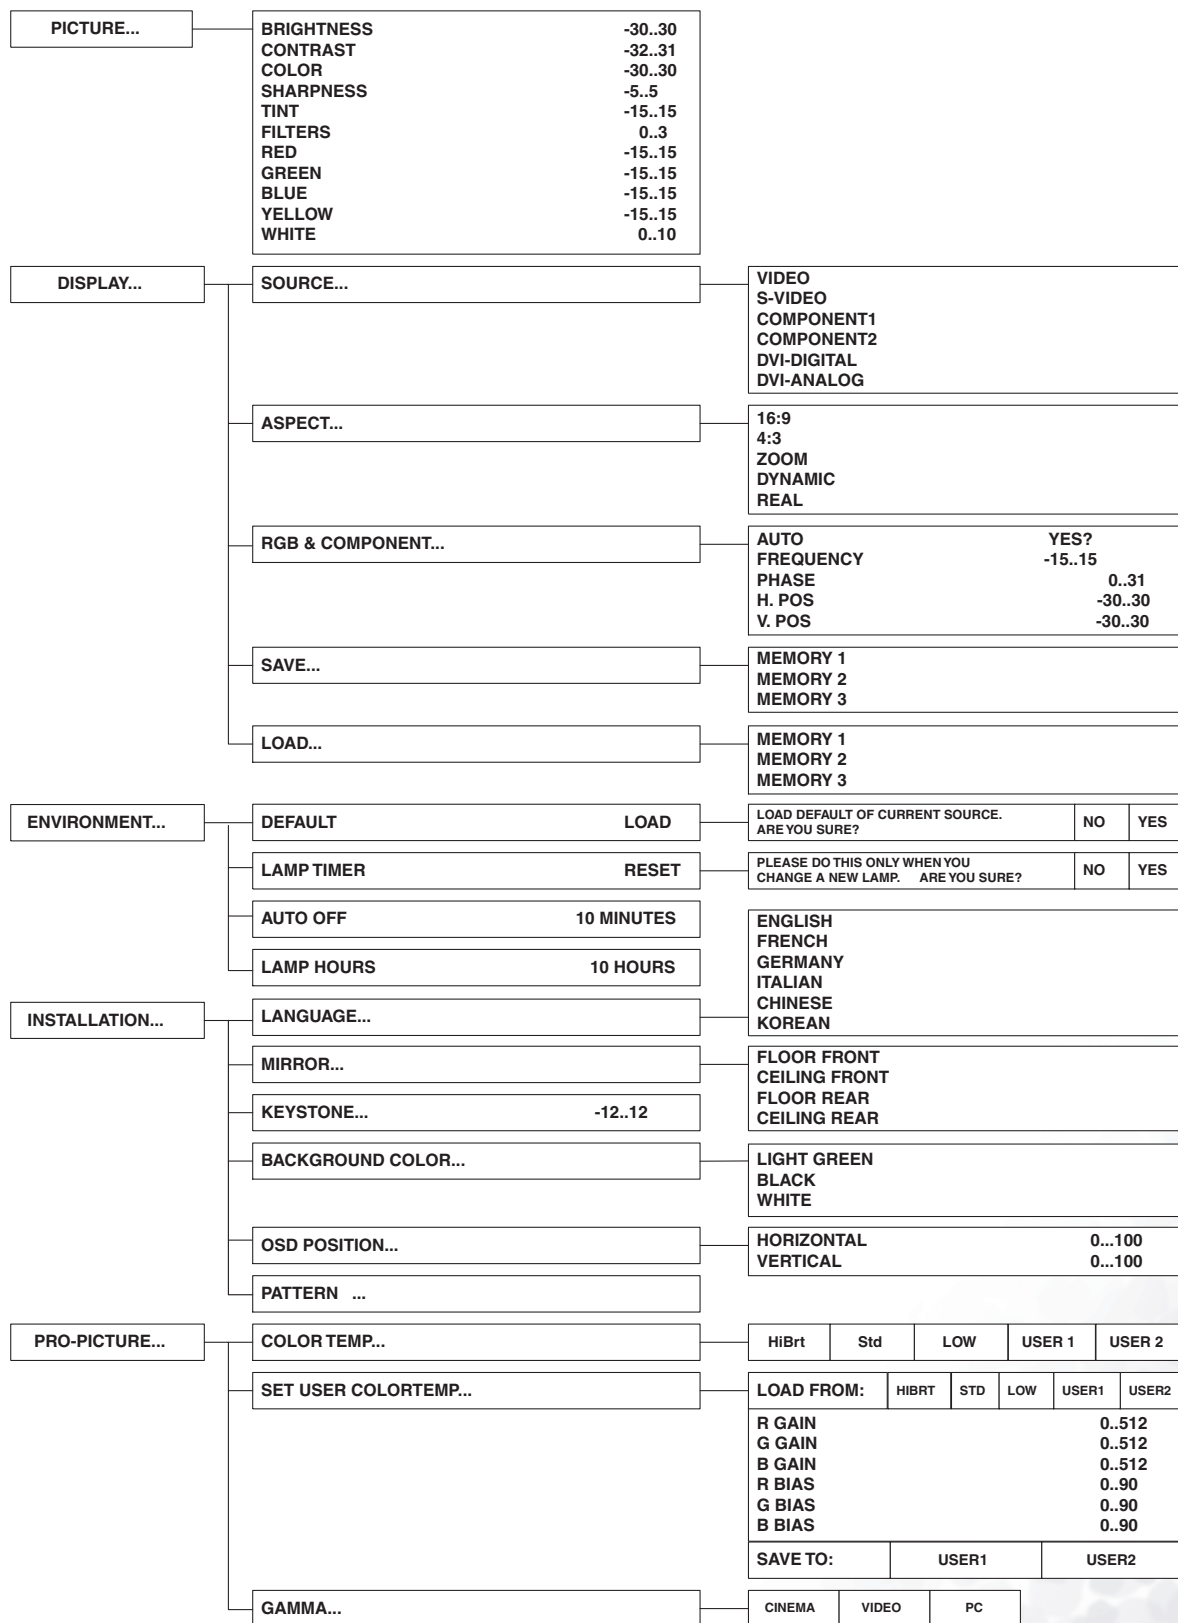 PICTURE...
BRIGHTNESS -30..30
CONTRAST -32..31
COLOR -30..30
SHARPNESS -5..5
TINT -15..15
FILTERS 0..3
RED -15..15
GREEN -15..15
BLUE -15..15
YELLOW -15..15
WHITE 0..10
DISPLAY...
SOURCE...
VIDEO
S-VIDEO
COMPONENT1
COMPONENT2
DVI-DIGITAL
DVI-ANALOG
ASPECT...
16:9
4:3
ZOOM
DYNAMIC
REAL
RGB & COMPONENT...
AUTO YES?
FREQUENCY -15..15
PHASE 0..31
H. POS -30..30
V. POS -30..30
SAVE...
MEMORY 1
MEMORY 2
MEMORY 3
LOAD...
MEMORY 1
MEMORY 2
MEMORY 3
ENVIRONMENT...
DEFAULT LOAD
LOAD DEFAULT OF CURRENT SOURCE.
ARE YOU SURE?
NO YES
LAMP TIMER RESET
PLEASE DO THIS ONLY WHEN YOU
CHANGE A NEW LAMP. ARE YOU SURE?
NO YES
AUTO OFF 10 MINUTES
LAMP HOURS 10 HOURS
INSTALLATION...
LANGUAGE...
ENGLISH
FRENCH
GERMANY
ITALIAN
CHINESE
KOREAN
MIRROR...
FLOOR FRONT
CEILING FRONT
FLOOR REAR
CEILING REAR
KEYSTONE... -12..12
BACKGROUND COLOR...
LIGHT GREEN
BLACK
WHITE
OSD POSITION...
HORIZONTAL 0...100
VERTICAL 0...100
PATTERN ...
PRO-PICTURE...
COLOR TEMP...
HiBrt Std LOW USER 1 USER 2
SET USER COLORTEMP...
LOAD FROM: HIBRT STD LOW USER1 USER2
R GAIN 0..512
G GAIN 0..512
B GAIN 0..512
R BIAS 0..90
G BIAS 0..90
B BIAS 0..90
SAVE TO: USER1 USER2
GAMMA...
CINEMA VIDEO PC